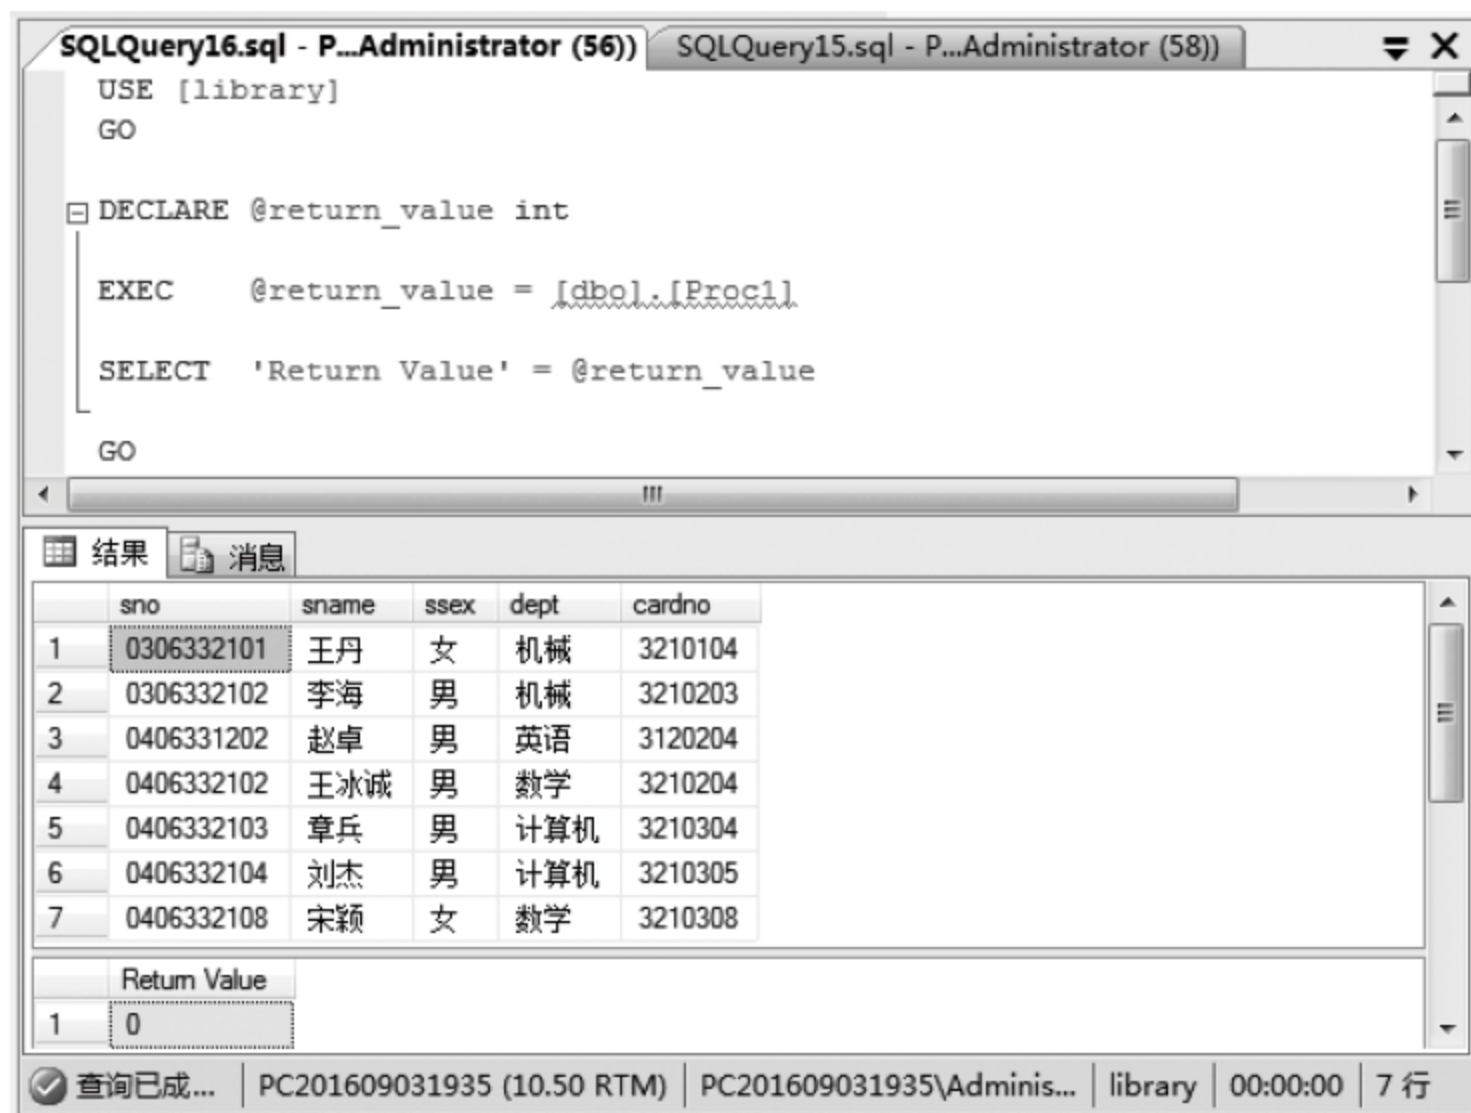 SQLQuery16.sql - P...Administrator (56)) SQLQuery15.sql - P...Administrator (58))
USE [library]
GO
DECLARE @return_value int
EXEC @return_value = [dbo].[Proc1]
SELECT 'Return Value' = @return_value
GO
结果 消息
sno sname ssex dept cardno
1 0306332101 王丹 女 机械 3210104
2 0306332102 李海 男 机械 3210203
3 0406331202 赵卓 男 英语 3120204
4 0406332102 王冰诚 男 数学 3210204
5 0406332103 章兵 男 计算机 3210304
6 0406332104 刘杰 男 计算机 3210305
7 0406332108 宋颖 女 数学 3210308
Return Value
1 0
查询已成... PC201609031935 (10.50 RTM) PC201609031935\Adminis... library 00:00:00 7 行